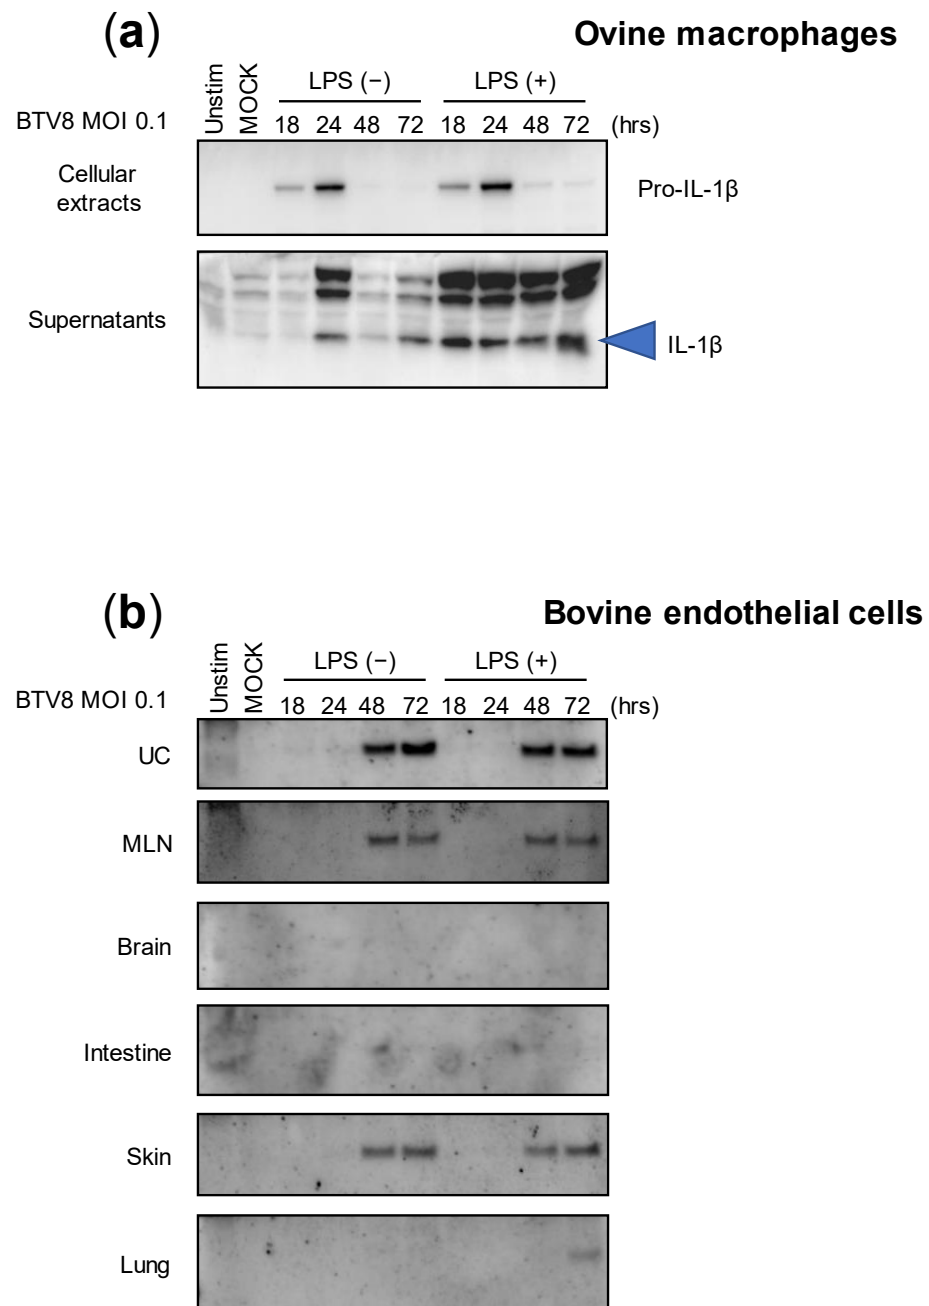 (a)
Ovine macrophages
Unstim
MOCK
LPS (−)
LPS (+)
BTV8 MOI 0.1
18 24 48 72 18 24 48 72 (hrs)
Cellular
extracts
Pro-IL-1β
Supernatants
IL-1β
(b)
Bovine endothelial cells
Unstim
MOCK
LPS (−)
LPS (+)
BTV8 MOI 0.1
18 24 48 72 18 24 48 72 (hrs)
UC
MLN
Brain
Intestine
Skin
Lung